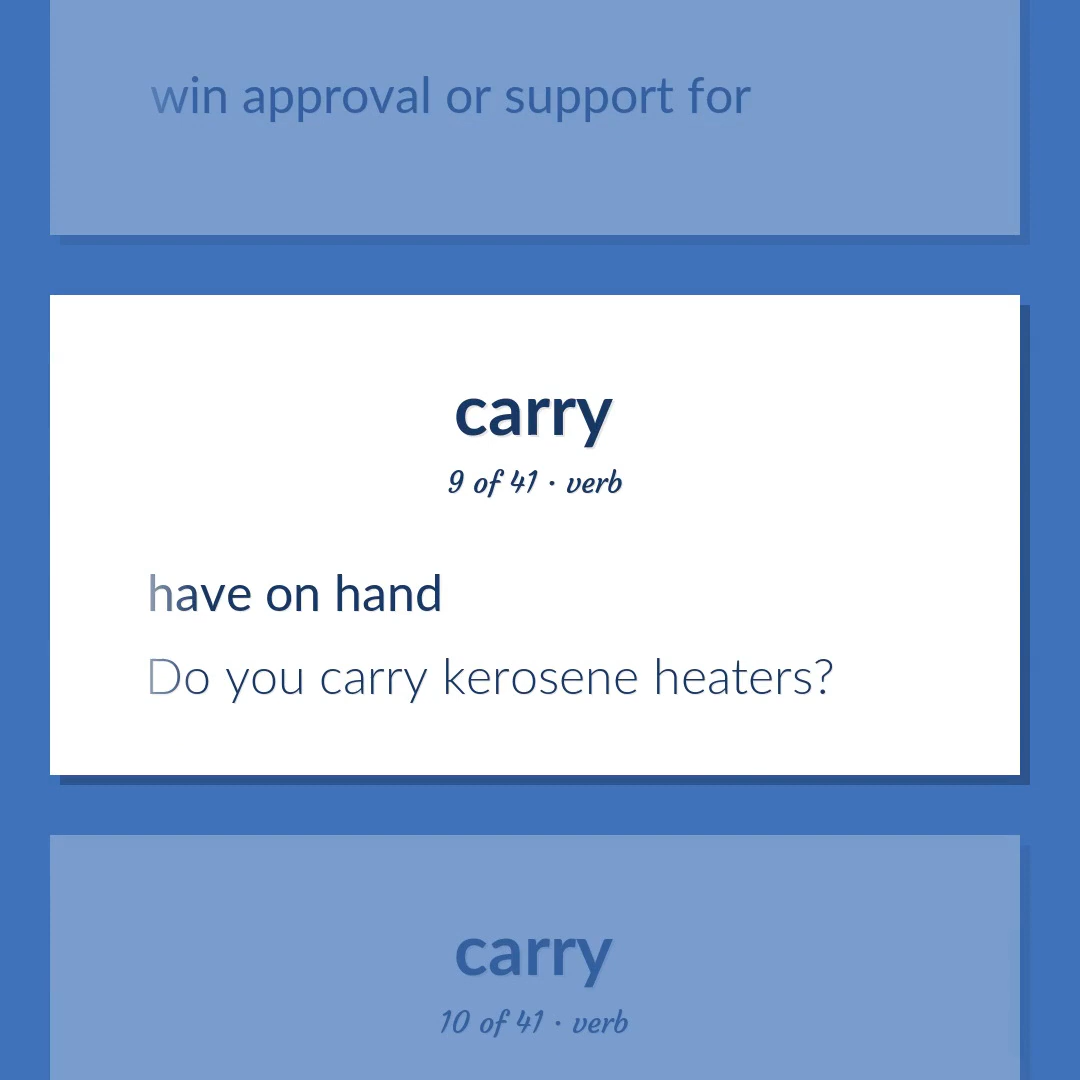 win approval or support for
carry
9 of 41 · verb
have on hand
Do you carry kerosene heaters?
carry
10 of 41 · verb